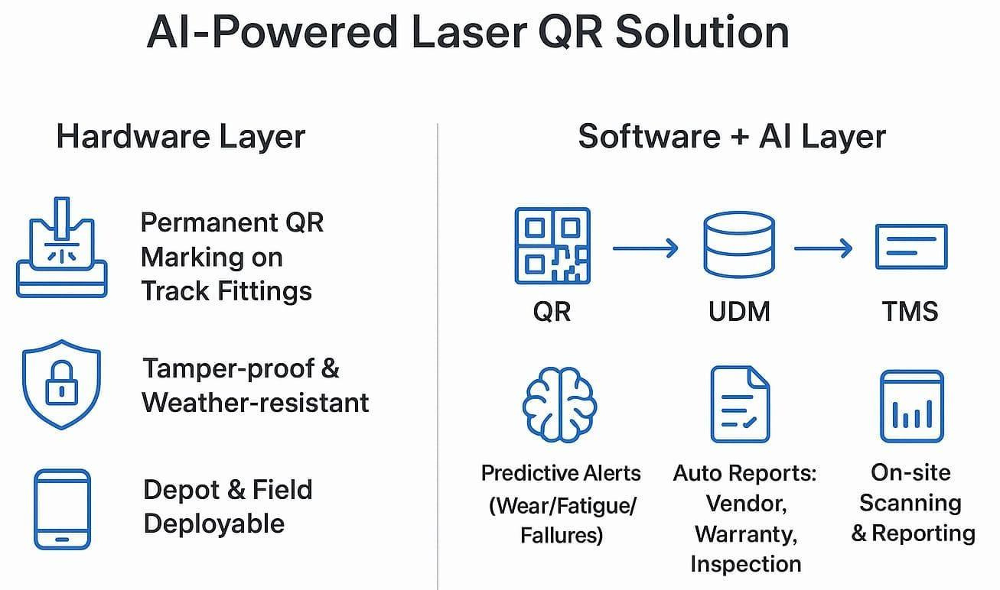 AI-Powered Laser QR Solution
Hardware Layer
Permanent QR
Marking on
Track Fittings
Tamper-proof &
Weather-resistant
Depot & Field
Deployable
Software + AI Layer
QR
UDM
TMS
Predictive Alerts
(Wear/Fatigue/
Fallures)
Auto Reports:
Vendor,
Warranty,
Inspection
On-site
Scanning
& Reporting